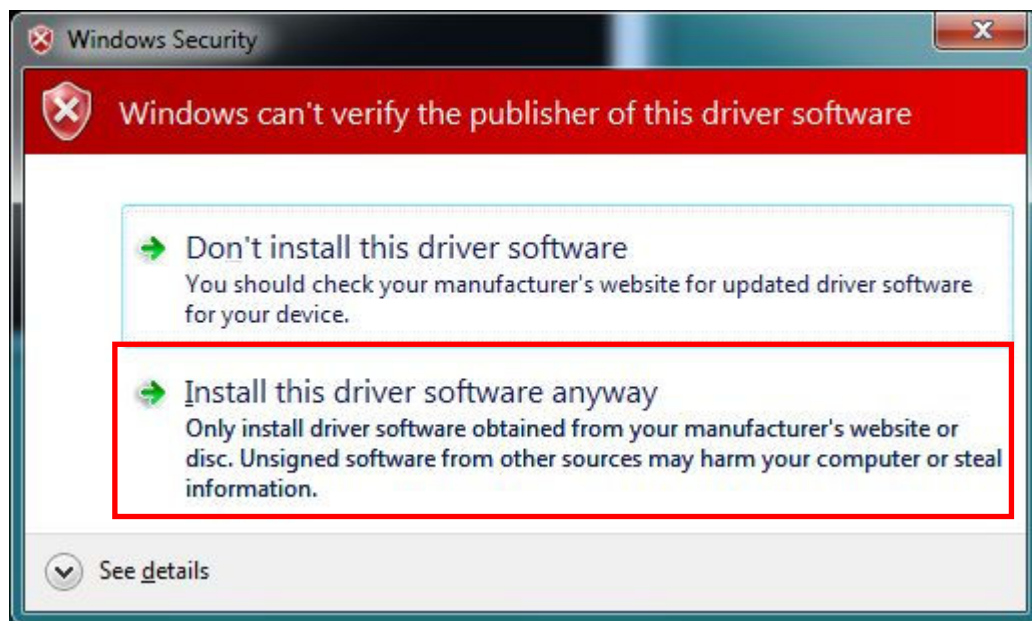 Windows Security
Windows can't verify the publisher of this driver software
Don't install this driver software
You should check your manufacturer's website for updated driver software
for your device.
Install this driver software anyway
Only install driver software obtained from your manufacturer's website or
disc. Unsigned software from other sources may harm your computer or steal
information.
See details